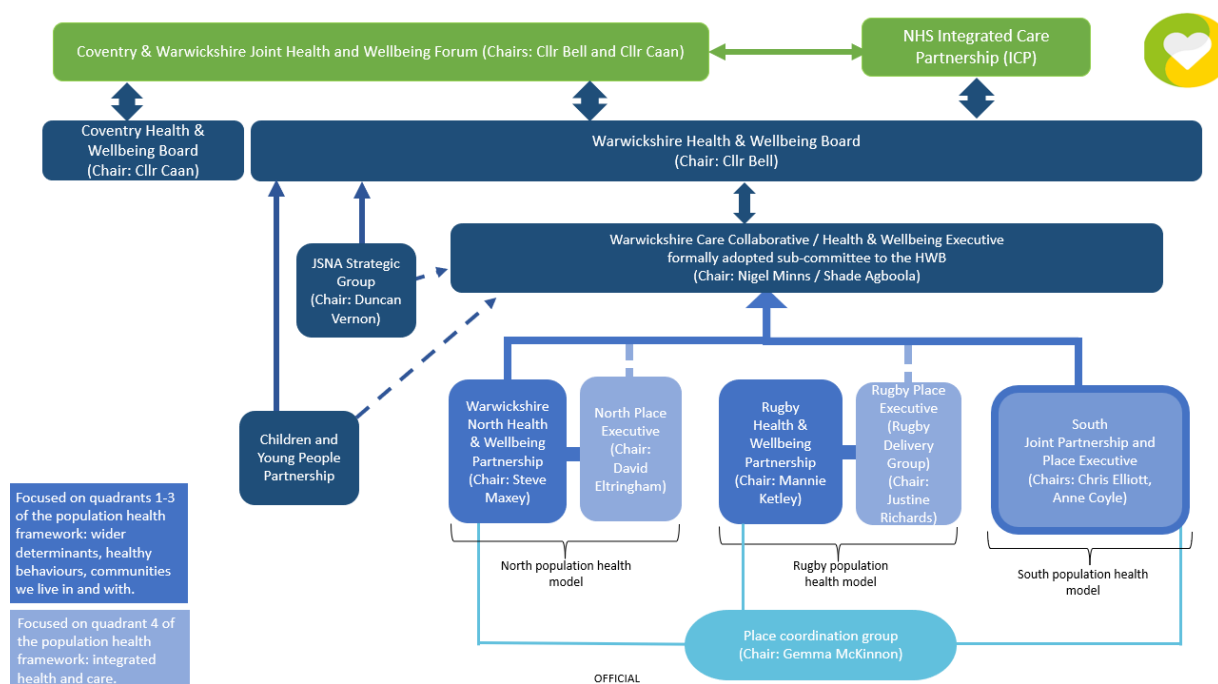 Coventry & Warwickshire Joint Health and Wellbeing Forum (Chairs: Cllr Bell and Cllr Caan)
NHS Integrated Care
Partnership (ICP)
Coventry Health &
Wellbeing Board
(Chair: Cllr Caan)
Warwickshire Health & Wellbeing Board
(Chair: Cllr Bell)
JSNA Strategic
Group
(Chair: Duncan
Vernon)
Warwickshire Care Collaborative / Health & Wellbeing Executive
formally adopted sub-committee to the HWB
(Chair: Nigel Minns / Shade Agboola)
Children and
Young People
Partnership
Warwickshire
North Health
& Wellbeing
Partnership
(Chair: Steve
Maxey)
North Place
Executive
(Chair:
David
Eltringham)
Rugby
Health &
Wellbeing
Partnership
(Chair: Mannie
Ketley)
Rugby Place
Executive
(Rugby
Delivery
Group)
(Chair:
Justine
Richards)
South
Joint Partnership and
Place Executive
(Chairs: Chris Elliott,
Anne Coyle)
Focused on quadrants 1-3
of the population health
framework: wider
determinants, healthy
behaviours, communities
we live in and with.
North population health
model
Rugby population
health model
South population health
model
Focused on quadrant 4 of
the population health
framework: integrated
health and care.
Place coordination group
(Chair: Gemma McKinnon)
OFFICIAL